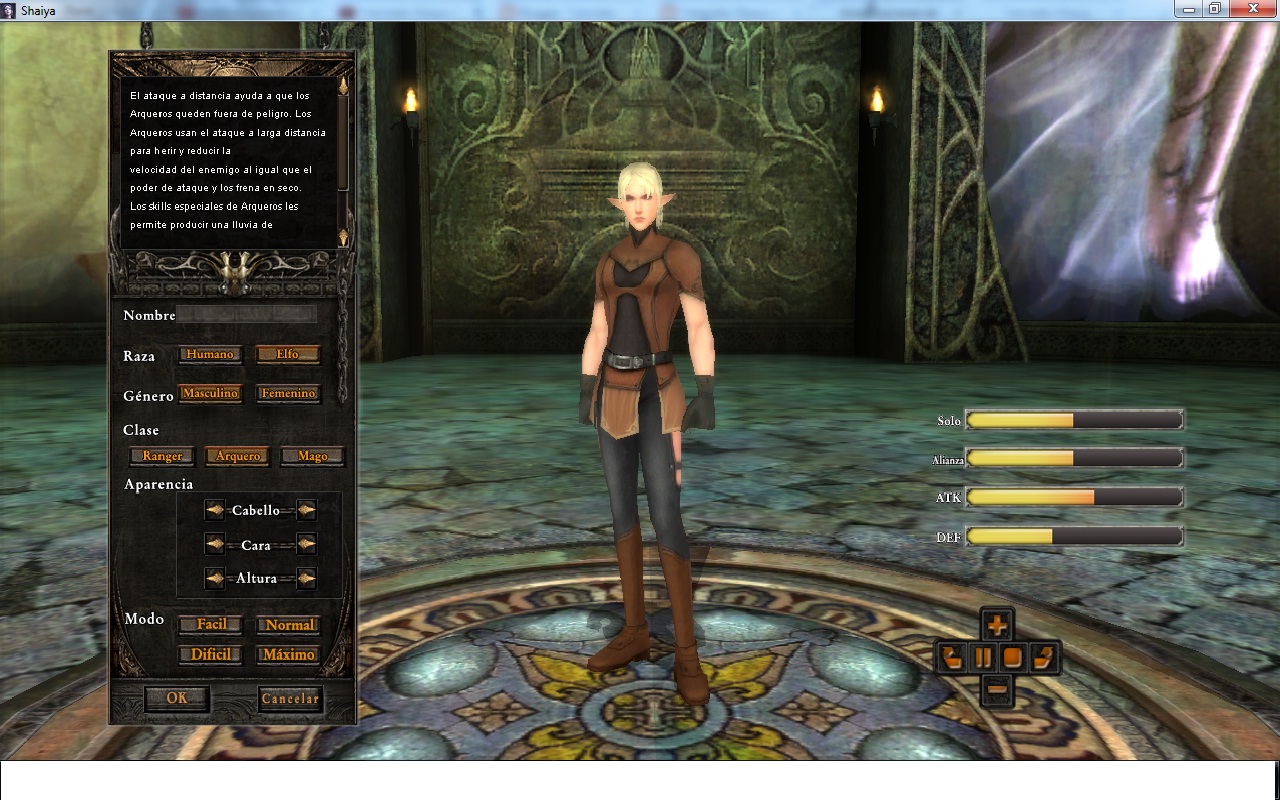 Shaiya
El ataque a distancia ayuda a que los
Arqueros queden fuera de peligro. Los
Arqueros usan el ataque a larga distancia
para herir y reducir la
velocidad del enemigo al igual que el
poder de ataque y los frena en seco.
Los skills especiales de Arqueros les
permite producir una lluvia de
Nombre
Raza Humano Elfo
Género Masculino Femenino
Clase
Ranger Arquero Mago
Aparencia
Cabello
Cara
Altura
Modo Facil Normal
Dificil Máximo
OK Cancelar
Solo
Alianza
ATK
DEF